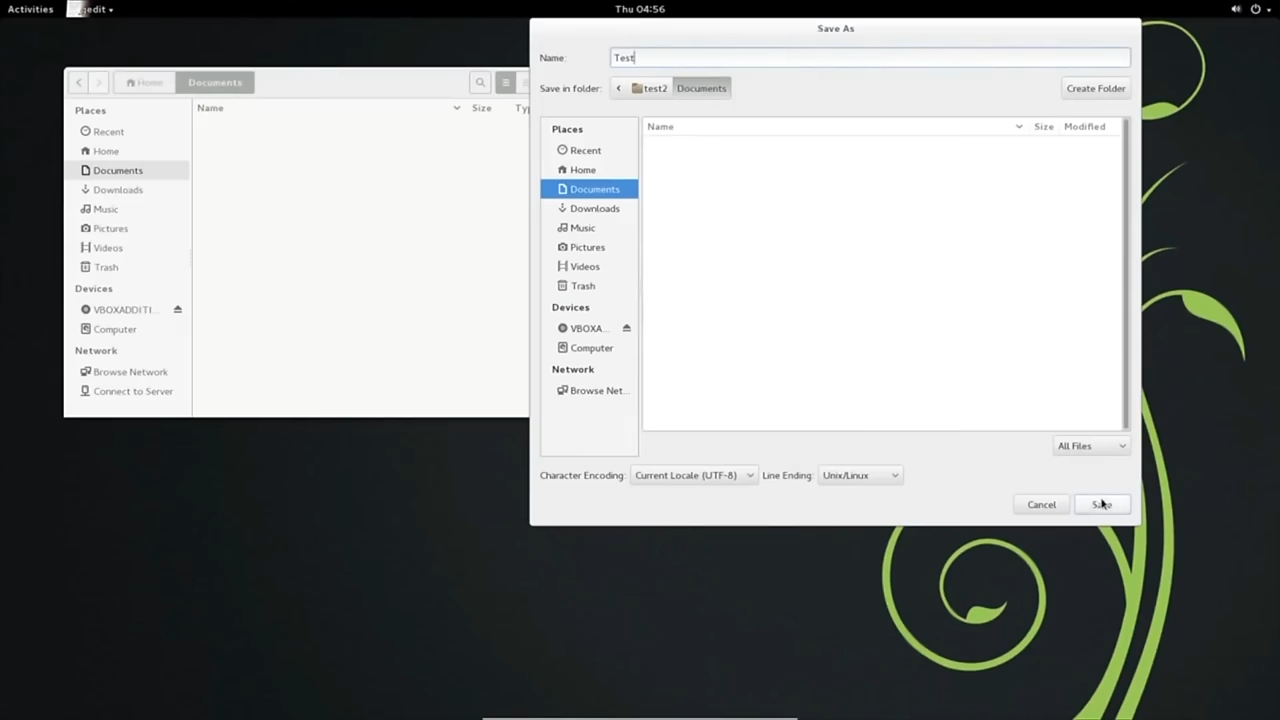 Activities
gedit
Thu 04:56
Home
Documents
Places
Recent
Home
Documents
Downloads
Music
Pictures
Videos
Trash
Devices
VBOXADDITI...
Computer
Network
Browse Network
Connect to Server
Name
Size
Save As
Name:
Test
Save in folder:
test2
Documents
Create Folder
Places
Recent
Home
Documents
Downloads
Music
Pictures
Videos
Trash
Devices
VBOXA...
Computer
Network
Browse Net...
Name
Size
Modified
All Files
Character Encoding:
Current Locale (UTF-8)
Line Ending:
Unix/Linux
Cancel
Save